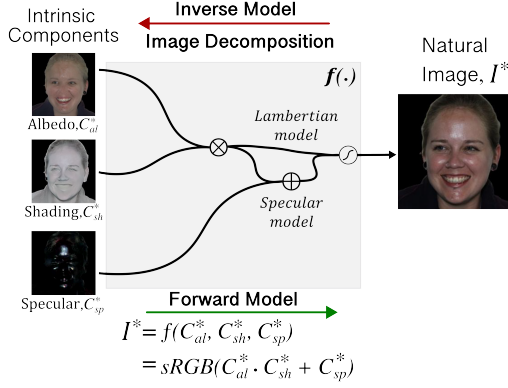 Intrinsic
Components
Inverse Model
Image Decomposition
f(.)
Natural
Image, I*
Albedo,C*al
Lambertian
model
Shading,C*sh
Specular
model
Specular,C*sp
Forward Model
I*= f(C*al, C*sh, C*sp)
= sRGB(C*al · C*sh + C*sp)